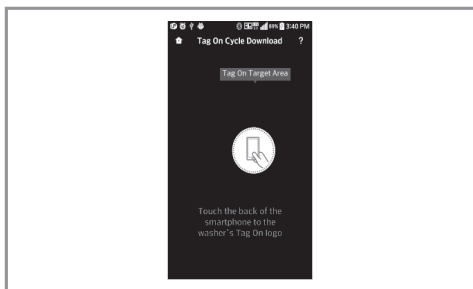 89% 3:40 PM
Tag On Cycle Download ?
Tag On Target Area
Touch the back of the
smartphone to the
washer's Tag On logo